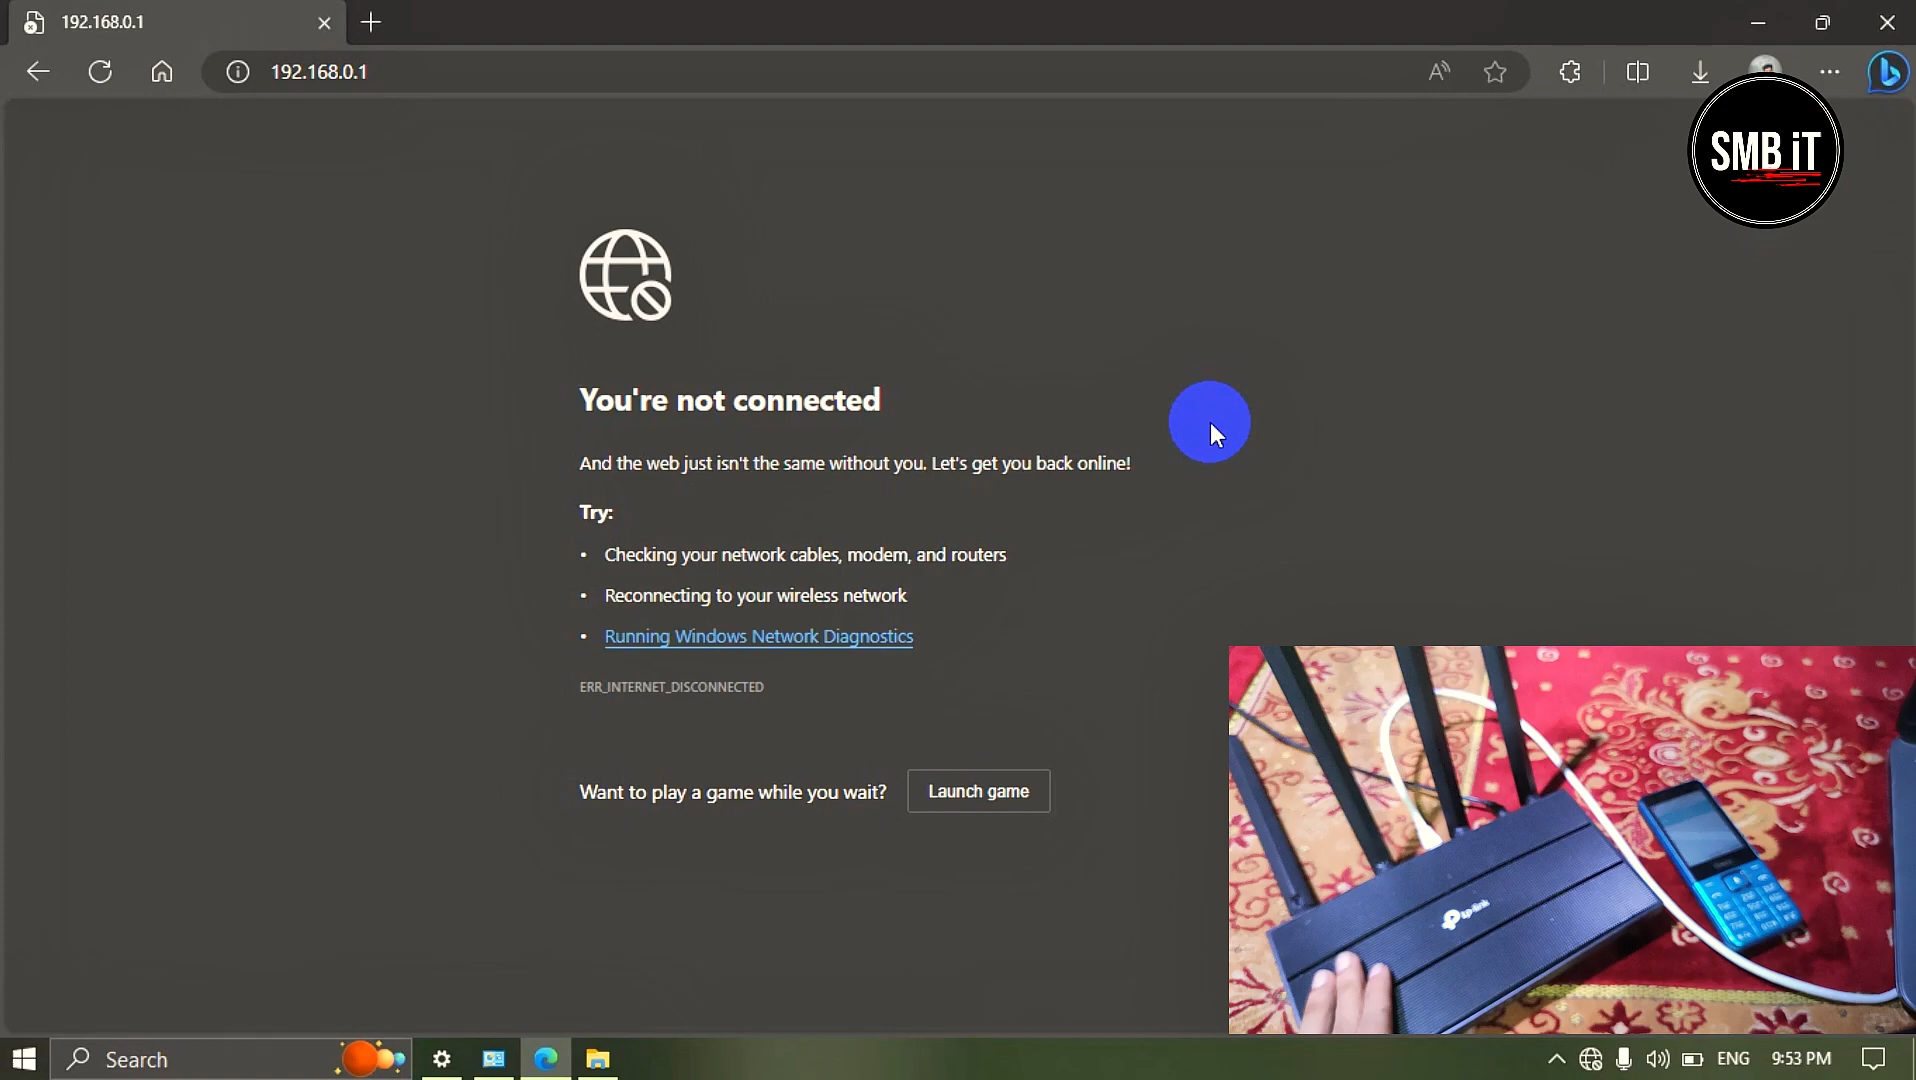 192.168.0.1
192.168.0.1
SMB iT
You're not connected
And the web just isn't the same without you. Let's get you back online!
Try:
• Checking your network cables, modem, and routers
• Reconnecting to your wireless network
• Running Windows Network Diagnostics
ERR_INTERNET_DISCONNECTED
Want to play a game while you wait? Launch game
tp-link
Search
ENG 9:53 PM